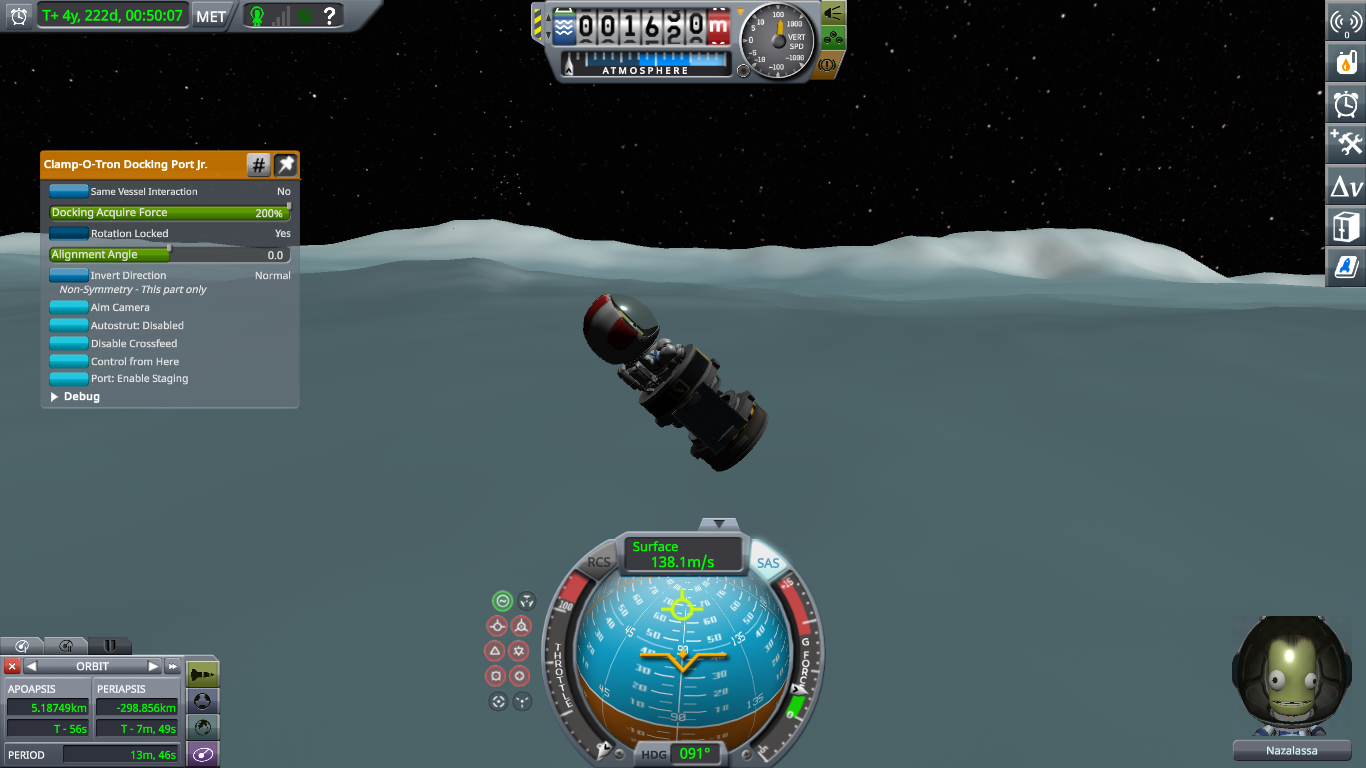 T+ 4y, 222d, 00:50:07 MET ?
001650m
ATMOSPHERE
VERT SPD
Clamp-O-Tron Docking Port Jr. #
Same Vessel Interaction No
Docking Acquire Force 200%
Rotation Locked Yes
Alignment Angle 0.0
Invert Direction Normal
Non-Symmetry - This part only
Aim Camera
Autostrut: Disabled
Disable Crossfeed
Control from Here
Port: Enable Staging
Debug
Δv
Surface
138.1m/s
RCS
SAS
THROTTLE
G FORCE
HDG 091°
ORBIT
APOAPSIS PERIAPSIS
5.18749km -298.856km
T - 56s T - 7m, 49s
PERIOD 13m, 46s
Nazalassa